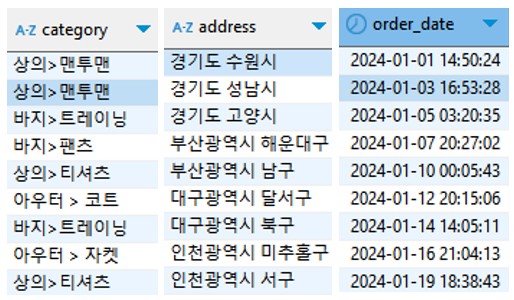 A-Z category A-Z address order_date
상의>맨투맨 경기도 수원시 2024-01-01 14:50:24
상의>맨투맨 경기도 성남시 2024-01-03 16:53:28
바지>트레이닝 경기도 고양시 2024-01-05 03:20:35
바지>팬츠 부산광역시 해운대구 2024-01-07 20:27:02
상의>티셔츠 부산광역시 남구 2024-01-10 00:05:43
아우터 > 코트 대구광역시 달서구 2024-01-12 20:15:06
바지>트레이닝 대구광역시 북구 2024-01-14 14:05:11
아우터 > 자켓 인천광역시 미추홀구 2024-01-16 21:04:13
상의>티셔츠 인천광역시 서구 2024-01-19 18:38:43